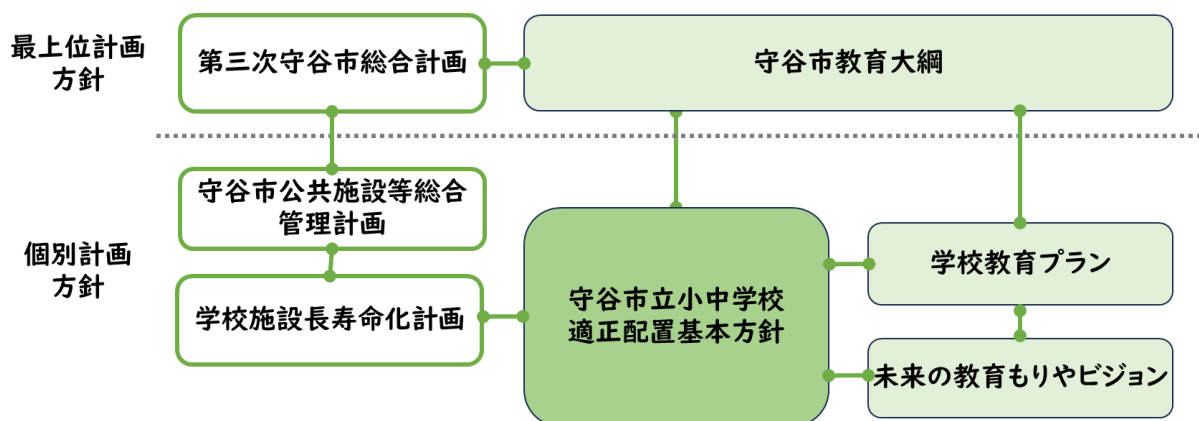 最上位計画
方針
第三次守谷市総合計画
守谷市教育大綱
個別計画
方針
守谷市公共施設等総合
管理計画
学校施設長寿命化計画
守谷市立小中学校
適正配置基本方針
学校教育プラン
未来の教育もりやビジョン